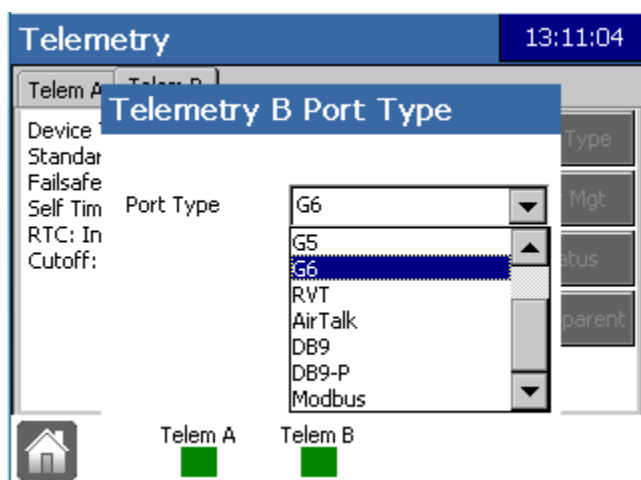 Telemetry 13:11:04
Telem A Telem B
Telemetry B Port Type
Device
Standar
Failsafe
Self Tim
RTC: In
Cutoff:
Type
Mgt
atus
parent
Port Type G6
G5
G6
RVT
AirTalk
DB9
DB9-P
Modbus
Telem A Telem B